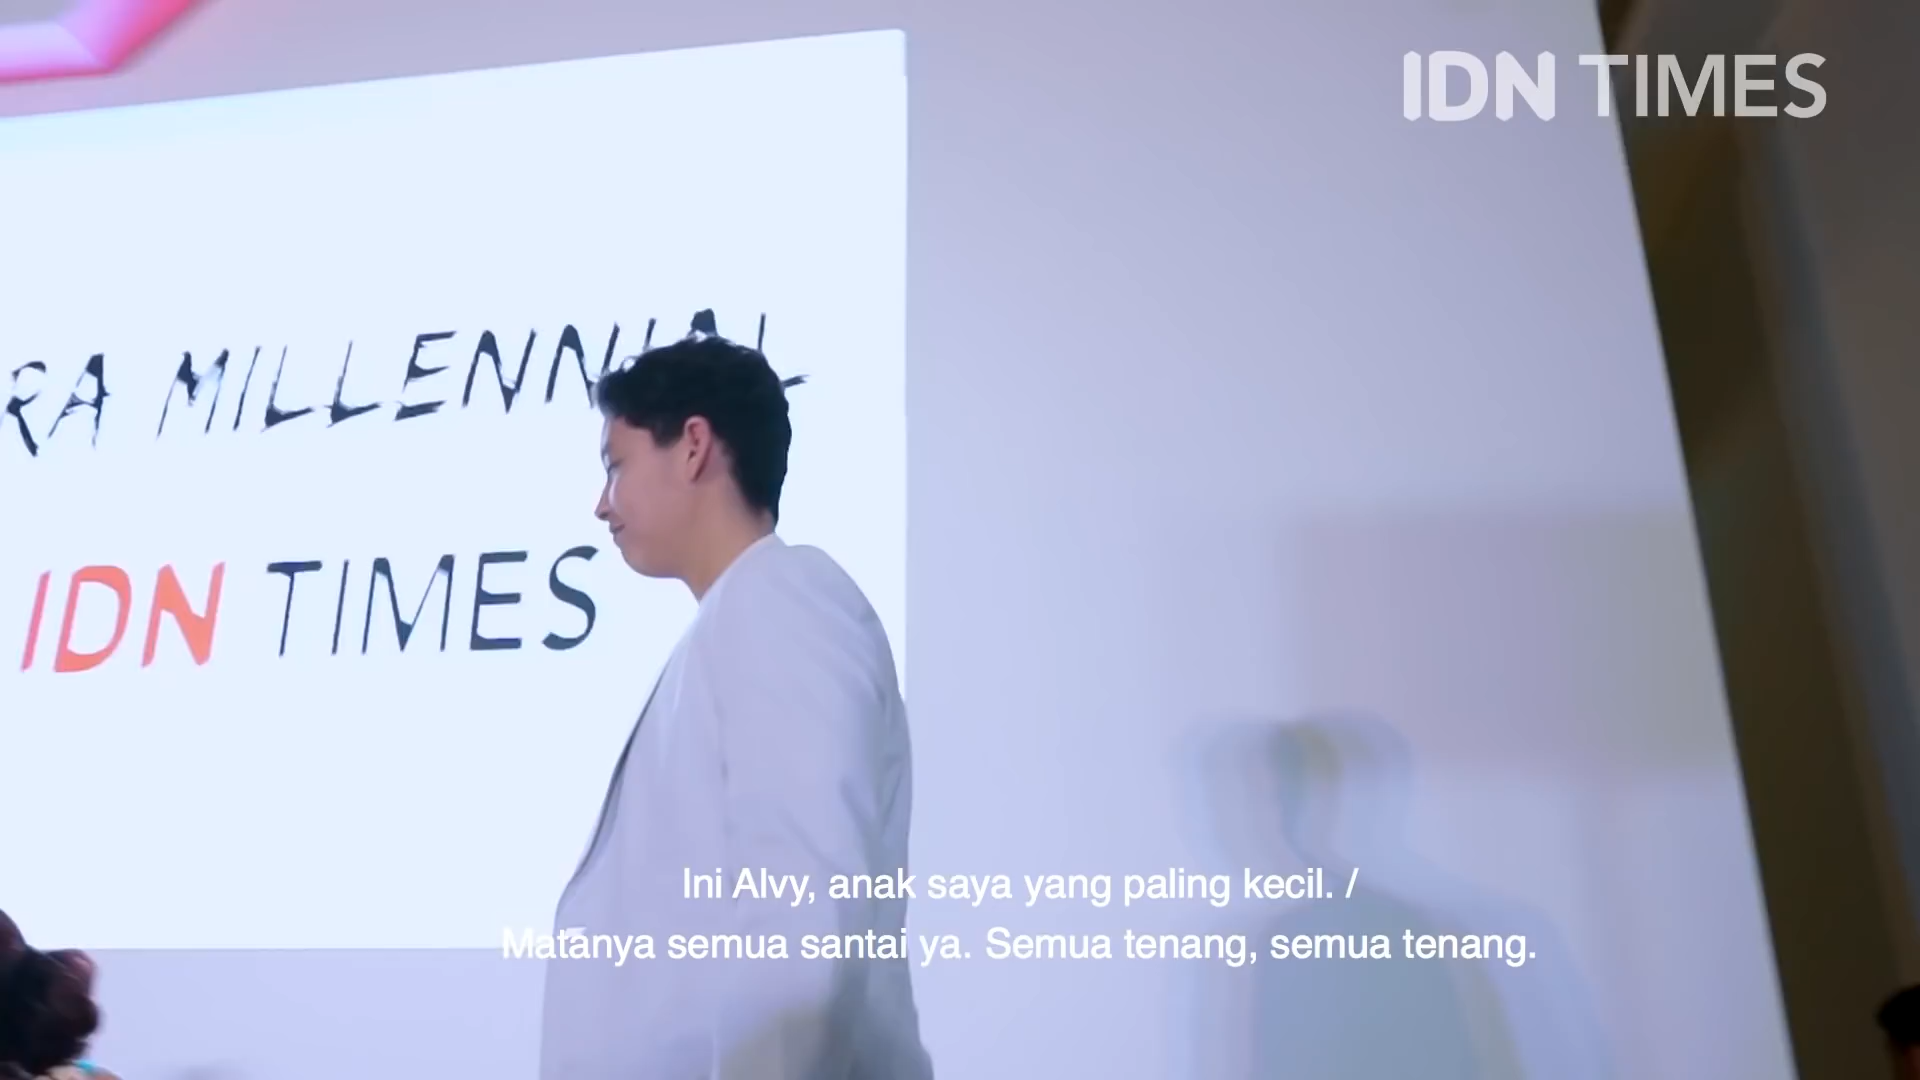 IDN TIMES
RA MILLENNIAL
IDN TIMES
Ini Alvy, anak saya yang paling kecil. /
Matanya semua santai ya. Semua tenang, semua tenang.